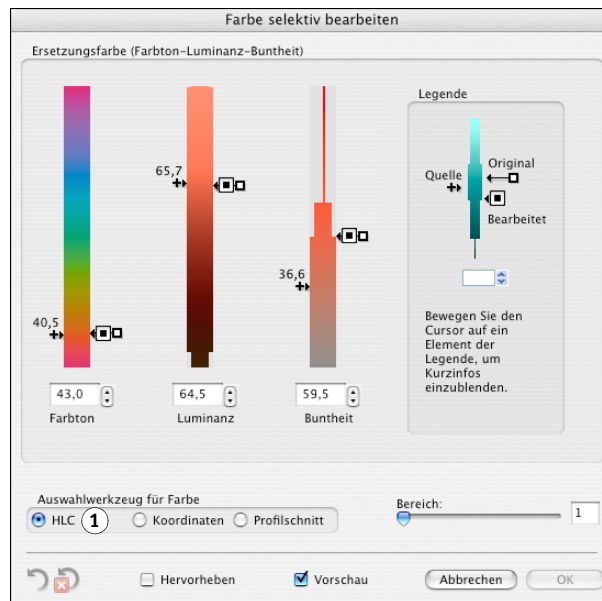 Farbe selektiv bearbeiten
Ersetzungsfarbe (Farbton-Luminanz-Buntheit)
40,5
43,0
Farbton
65,7
64,5
Luminanz
36,6
59,5
Buntheit
Legende
Original
Quelle
Bearbeitet
Bewegen Sie den
Cursor auf ein
Element der
Legende, um
Kurzinfos
einzublenden.
Auswahlwerkzeug für Farbe
HLC 1 Koordinaten Profilschnitt
Bereich:
1
Hervorheben Vorschau Abbrechen OK